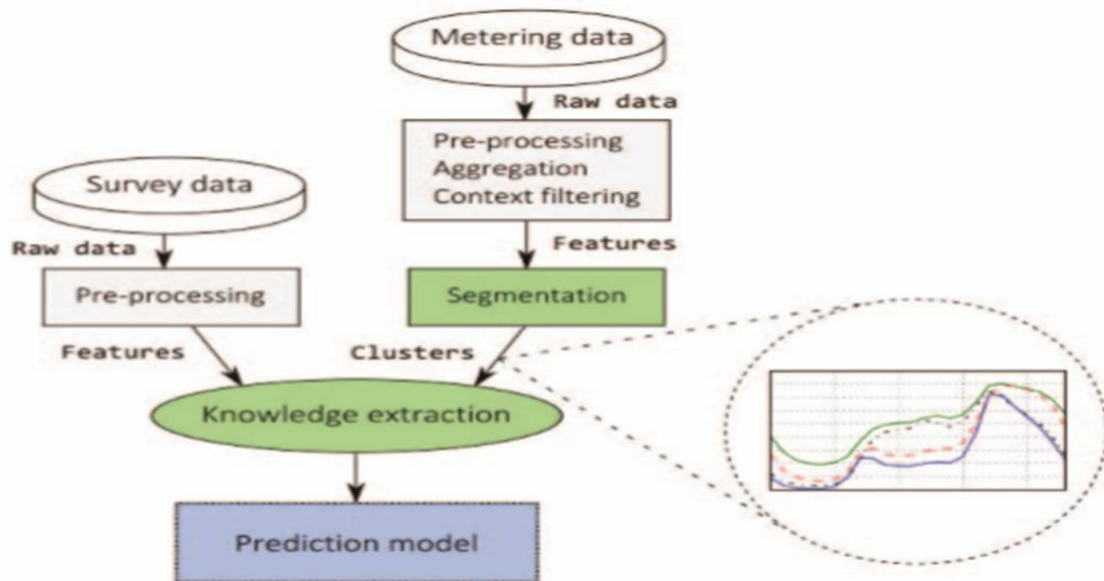 Metering data
Raw data
Pre-processing
Aggregation
Context filtering
Survey data
Raw data
Features
Pre-processing
Segmentation
Features
Clusters
Knowledge extraction
Prediction model